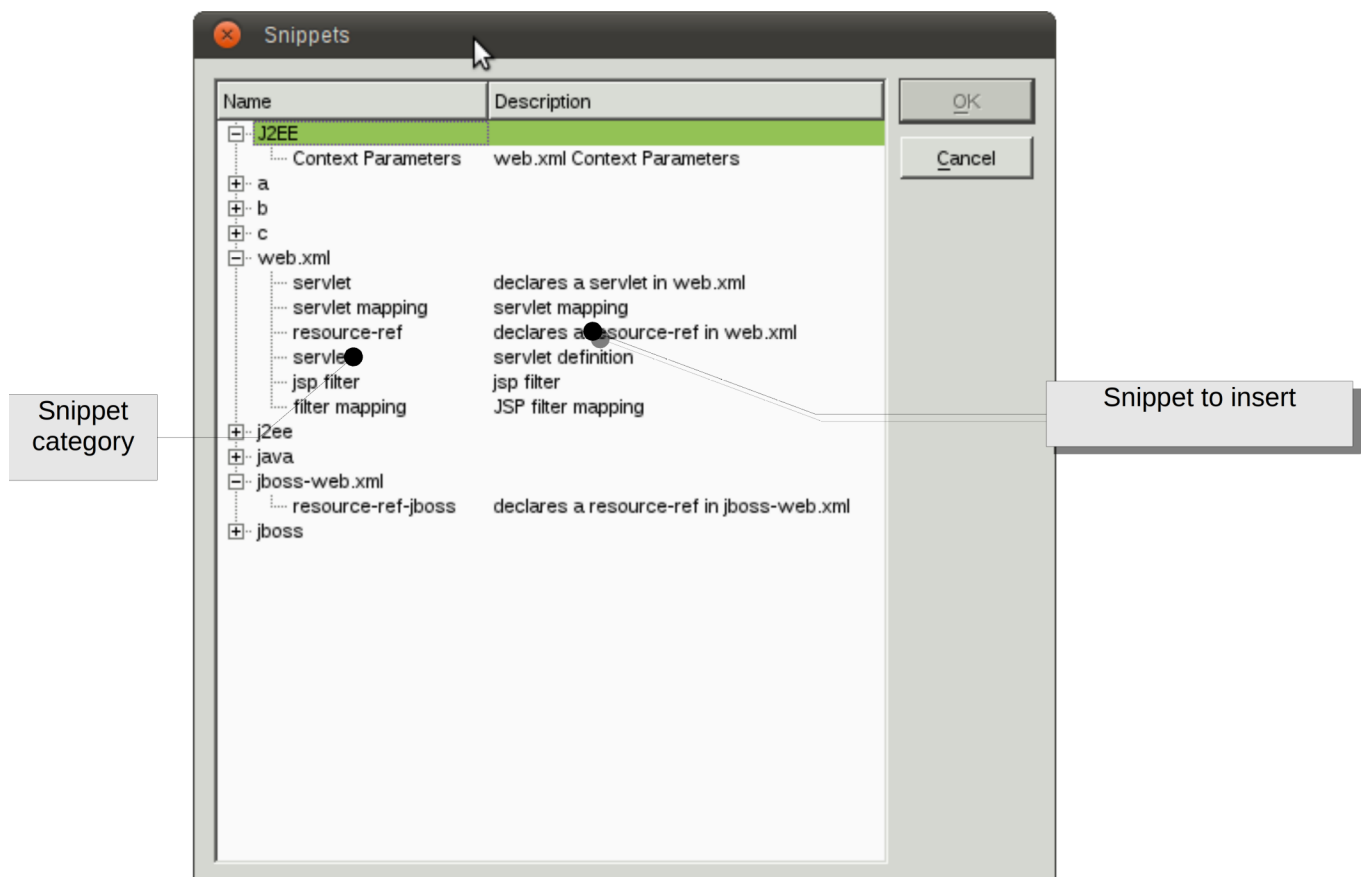 Snippets
Name Description
OK
J2EE
Context Parameters web.xml Context Parameters
Cancel
a
b
c
web.xml
servlet declares a servlet in web.xml
servlet mapping servlet mapping
resource-ref declares a resource-ref in web.xml
servlet servlet definition
jsp filter jsp filter
filter mapping JSP filter mapping
Snippet to insert
Snippet
category
j2ee
java
jboss-web.xml
resource-ref-jboss declares a resource-ref in jboss-web.xml
jboss